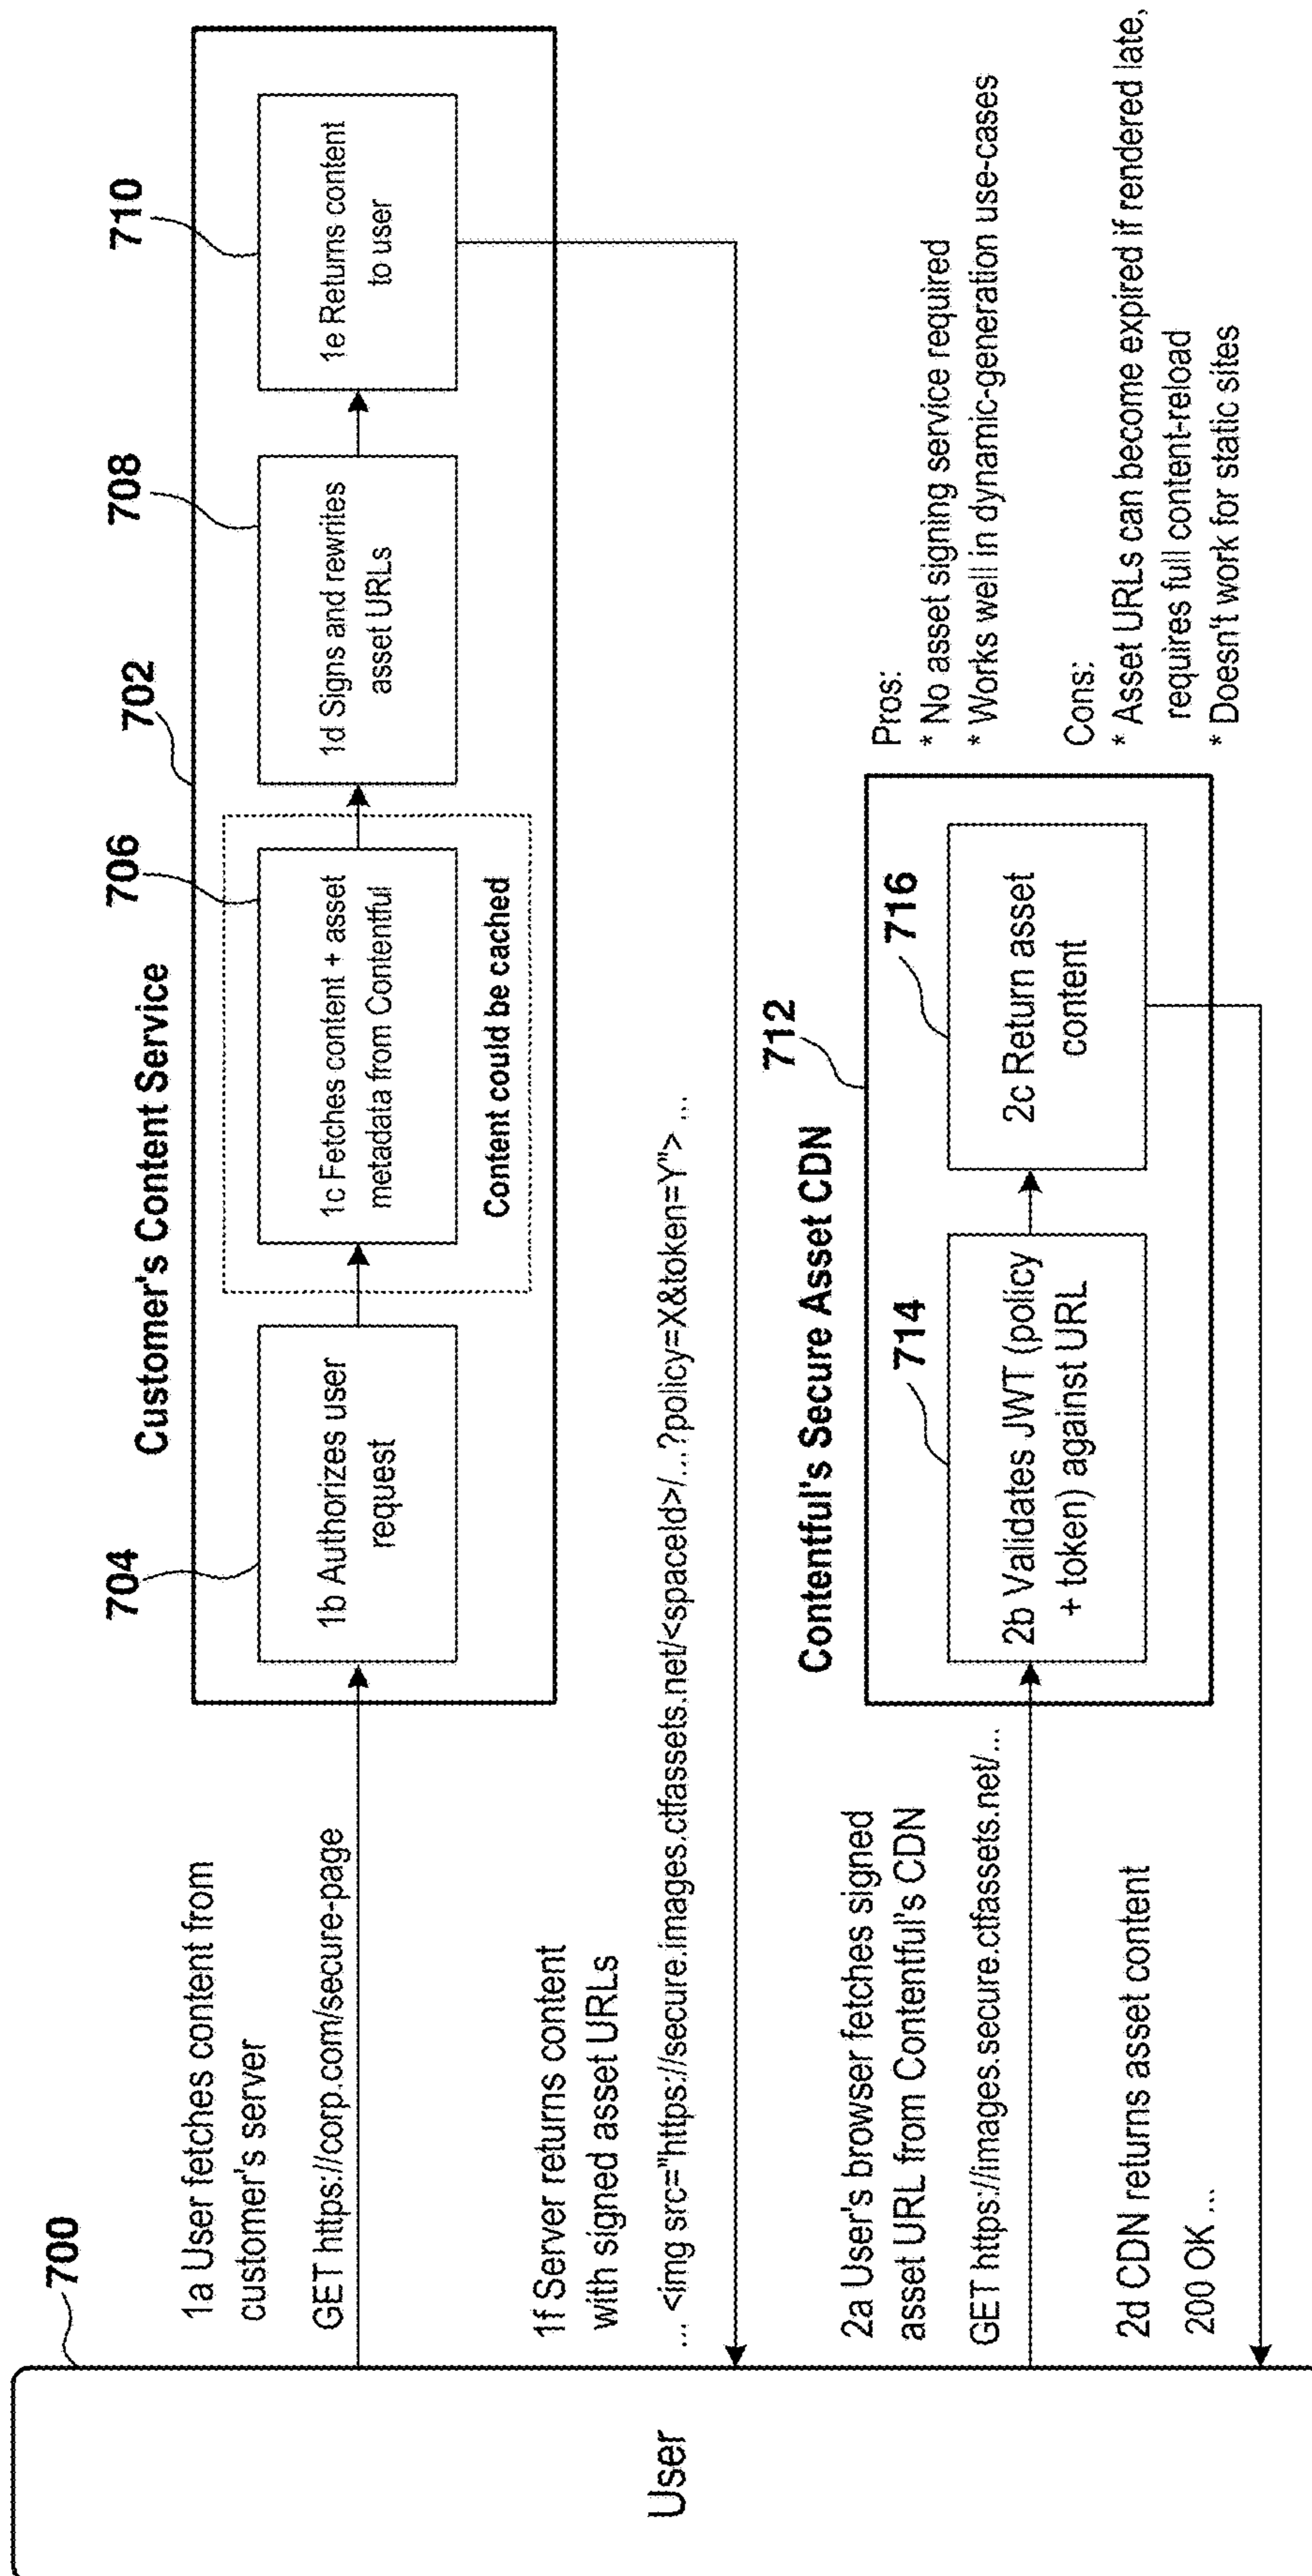 700
User
1a User fetches content from
customer's server
GET https://corp.com/secure-page
Customer's Content Service
702
704
1b Authorizes user
request
706
1c Fetches content + asset
metadata from Contentful
Content could be cached
708
1d Signs and rewrites
asset URLs
710
1e Returns content
to user
1f Server returns content
with signed asset URLs
... <img src="https://secure.images.ctfassets.net/<spaceId>/...?policy=X&token=Y"> ...
2a User's browser fetches signed
asset URL from Contentful's CDN
GET https://images.secure.ctfassets.net/...
Contentful's Secure Asset CDN
712
714
2b Validates JWT (policy
+ token) against URL
716
2c Return asset
content
2d CDN returns asset content
200 OK ...
Pros:
* No asset signing service required
* Works well in dynamic-generation use-cases
Cons:
* Asset URLs can become expired if rendered late,
requires full content-reload
* Doesn't work for static sites